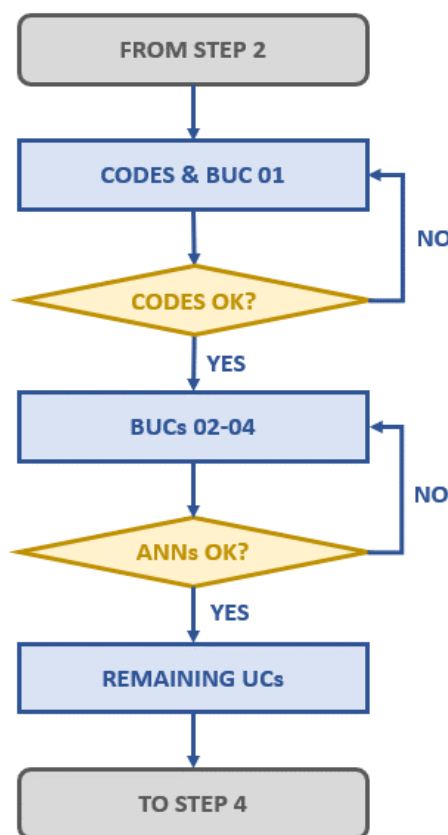 FROM STEP 2
CODES & BUC 01
NO
CODES OK?
YES
BUCs 02-04
NO
ANNs OK?
YES
REMAINING UCs
TO STEP 4